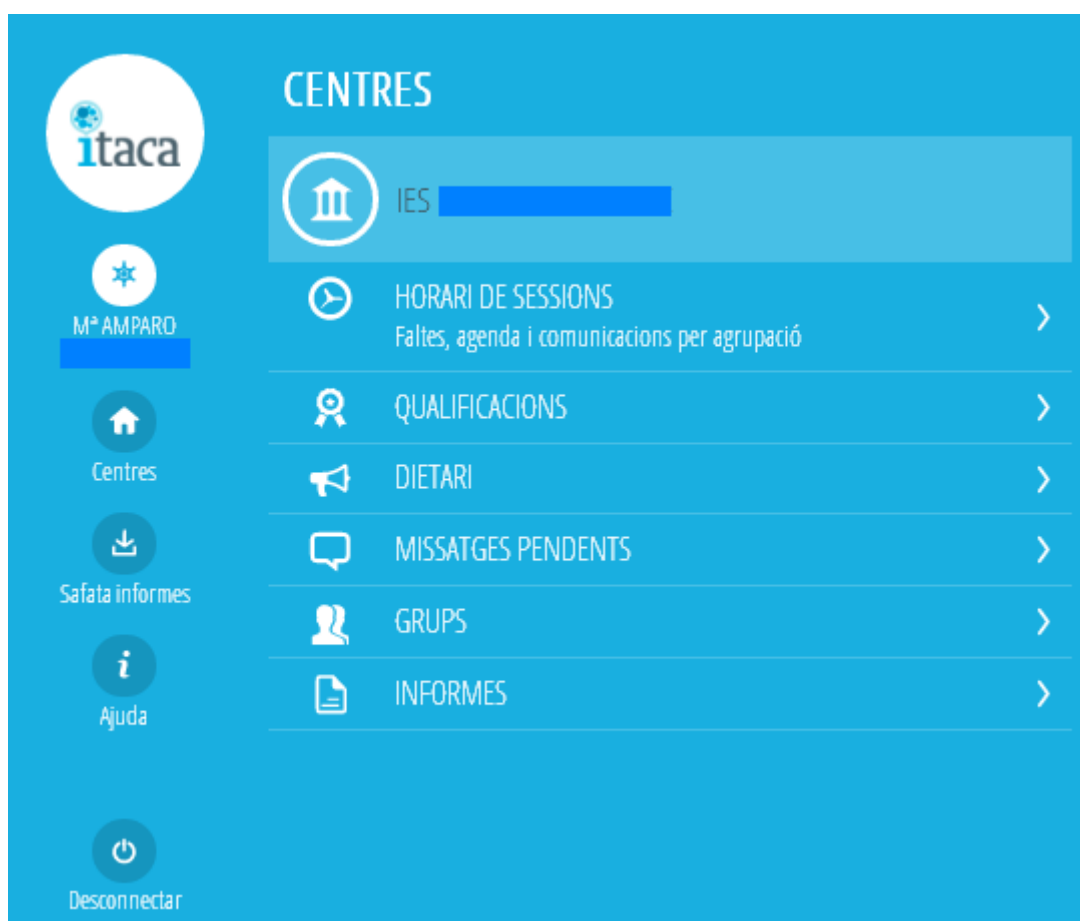 itaca
Mª AMPARO
Centres
Safata informes
Ajuda
Desconnectar
CENTRES
IES
HORARI DE SESSIONS
Faltes, agenda i comunicacions per agrupació
QUALIFICACIONS
DIETARI
MISSATGES PENDENTS
GRUPS
INFORMES